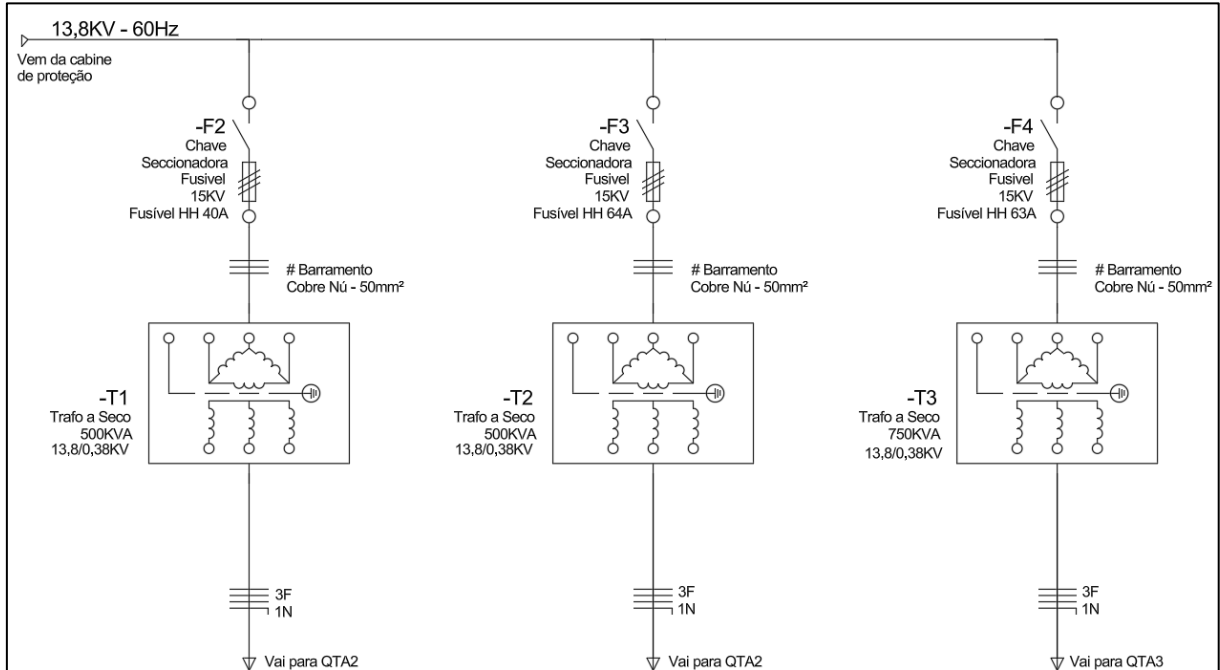 13,8KV - 60Hz
Vem da cabine
de proteção
-F2
Chave
Seccionadora
Fusivel
15KV
Fusível HH 40A
# Barramento
Cobre Nú - 50mm²
-T1
Trafo a Seco
500KVA
13,8/0,38KV
3F
1N
Vai para QTA2
-F3
Chave
Seccionadora
Fusivel
15KV
Fusível HH 64A
# Barramento
Cobre Nú - 50mm²
-T2
Trafo a Seco
500KVA
13,8/0,38KV
3F
1N
Vai para QTA2
-F4
Chave
Seccionadora
Fusivel
15KV
Fusível HH 63A
# Barramento
Cobre Nú - 50mm²
-T3
Trafo a Seco
750KVA
13,8/0,38KV
3F
1N
Vai para QTA3